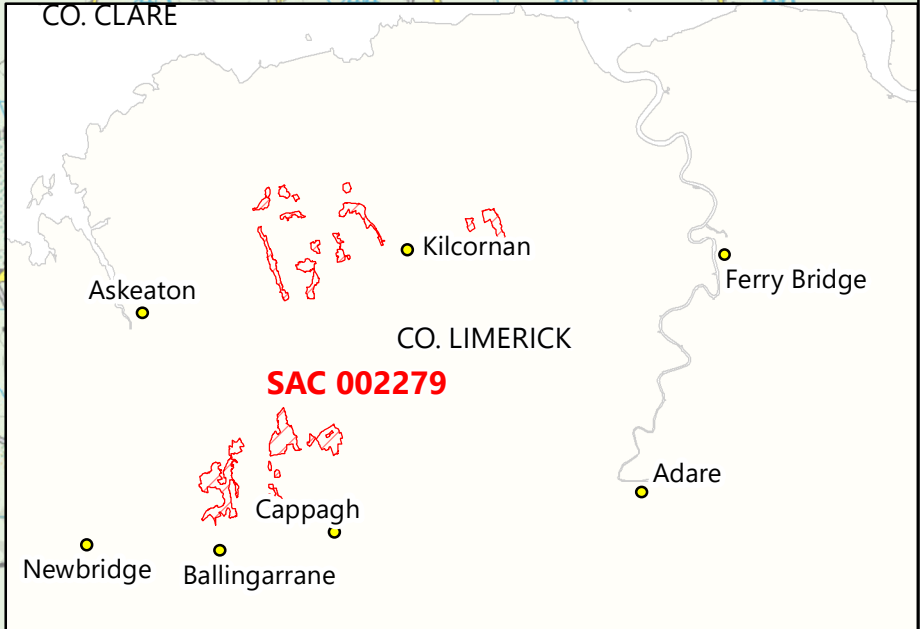 CO. CLARE
Kilcornan
Ferry Bridge
Askeaton
CO. LIMERICK
SAC 002279
Adare
Cappagh
Newbridge
Ballingarrane